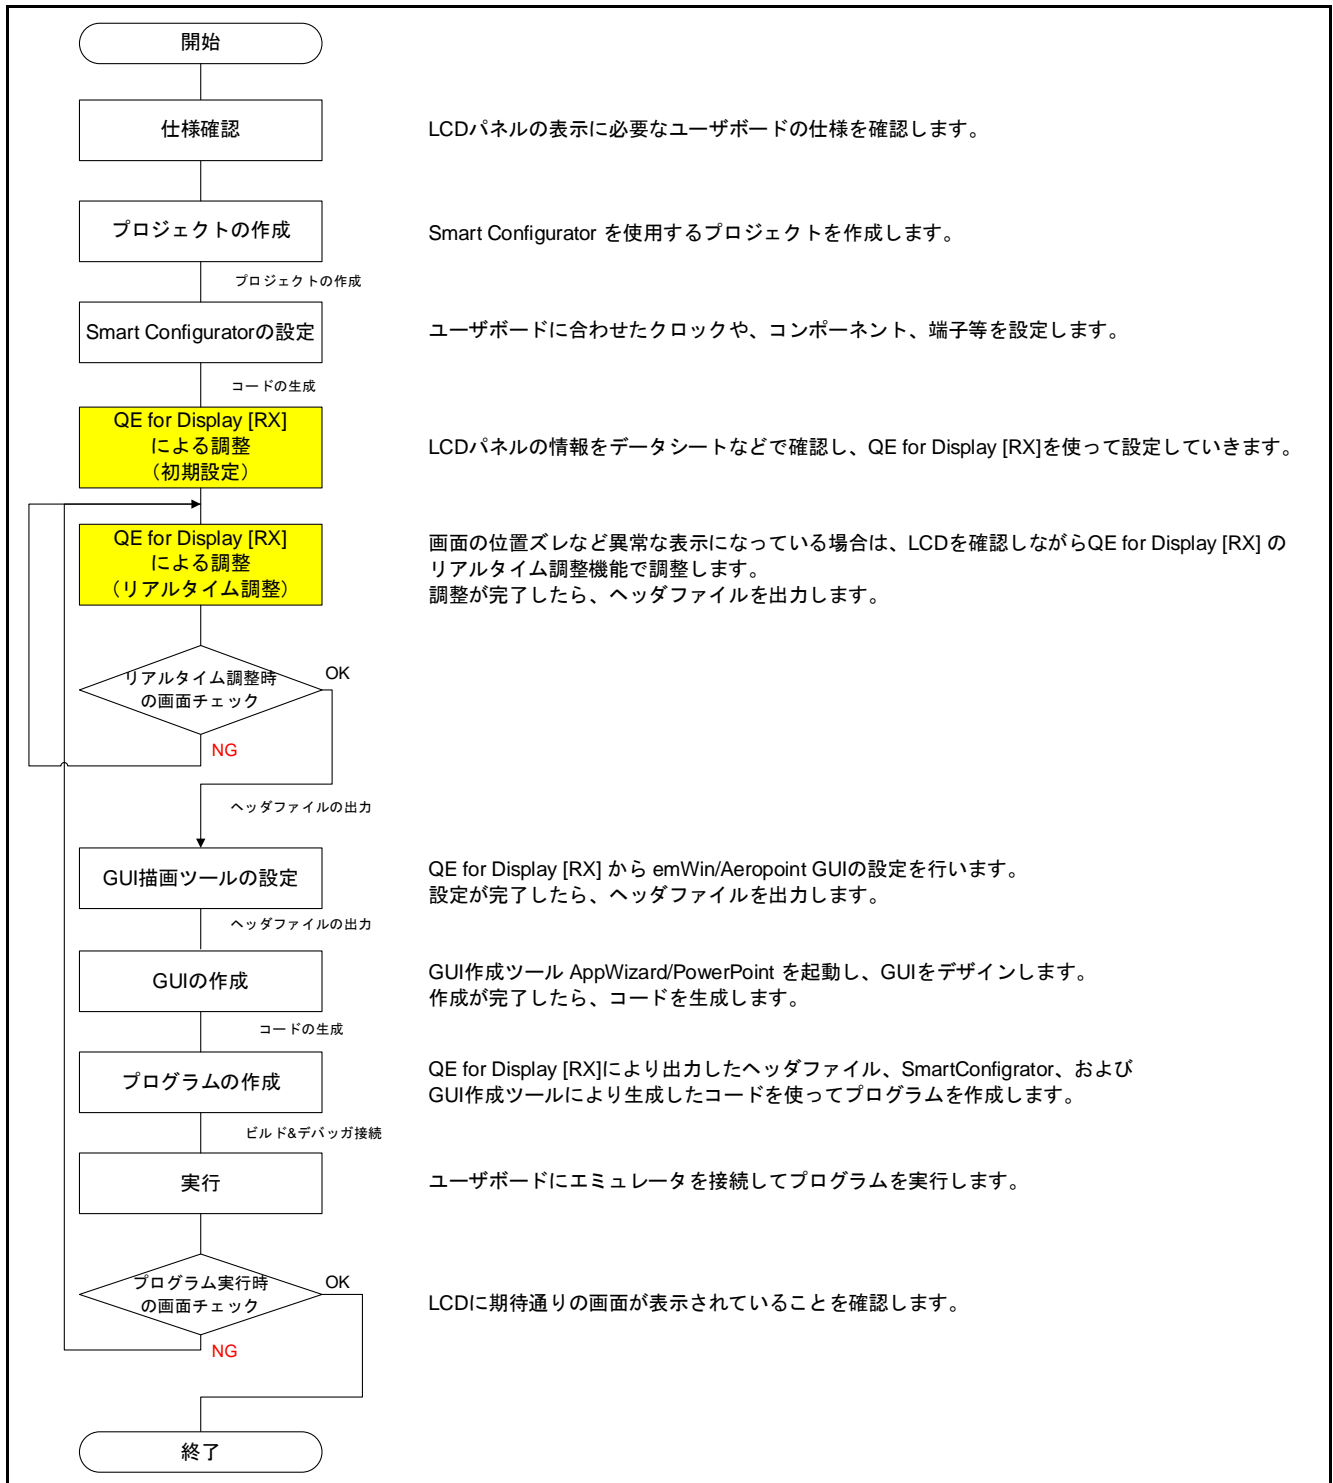 開始
仕様確認
LCDパネルの表示に必要なユーザボードの仕様を確認します。
プロジェクトの作成
Smart Configurator を使用するプロジェクトを作成します。
プロジェクトの作成
Smart Configuratorの設定
ユーザボードに合わせたクロックや、コンポーネント、端子等を設定します。
コードの生成
QE for Display [RX]
による調整
（初期設定）
LCDパネルの情報をデータシートなどで確認し、QE for Display [RX]を使って設定していきます。
QE for Display [RX]
による調整
（リアルタイム調整）
画面の位置ズレなど異常な表示になっている場合は、LCDを確認しながらQE for Display [RX] の
リアルタイム調整機能で調整します。
調整が完了したら、ヘッダファイルを出力します。
リアルタイム調整時
の画面チェック
OK
NG
ヘッダファイルの出力
GUI描画ツールの設定
QE for Display [RX] から emWin/Aeropoint GUIの設定を行います。
設定が完了したら、ヘッダファイルを出力します。
ヘッダファイルの出力
GUIの作成
GUI作成ツール AppWizard/PowerPoint を起動し、GUIをデザインします。
作成が完了したら、コードを生成します。
コードの生成
プログラムの作成
QE for Display [RX]により出力したヘッダファイル、SmartConfigrator、および
GUI作成ツールにより生成したコードを使ってプログラムを作成します。
ビルド&デバッガ接続
実行
ユーザボードにエミュレータを接続してプログラムを実行します。
プログラム実行時
の画面チェック
OK
LCDに期待通りの画面が表示されていることを確認します。
NG
終了